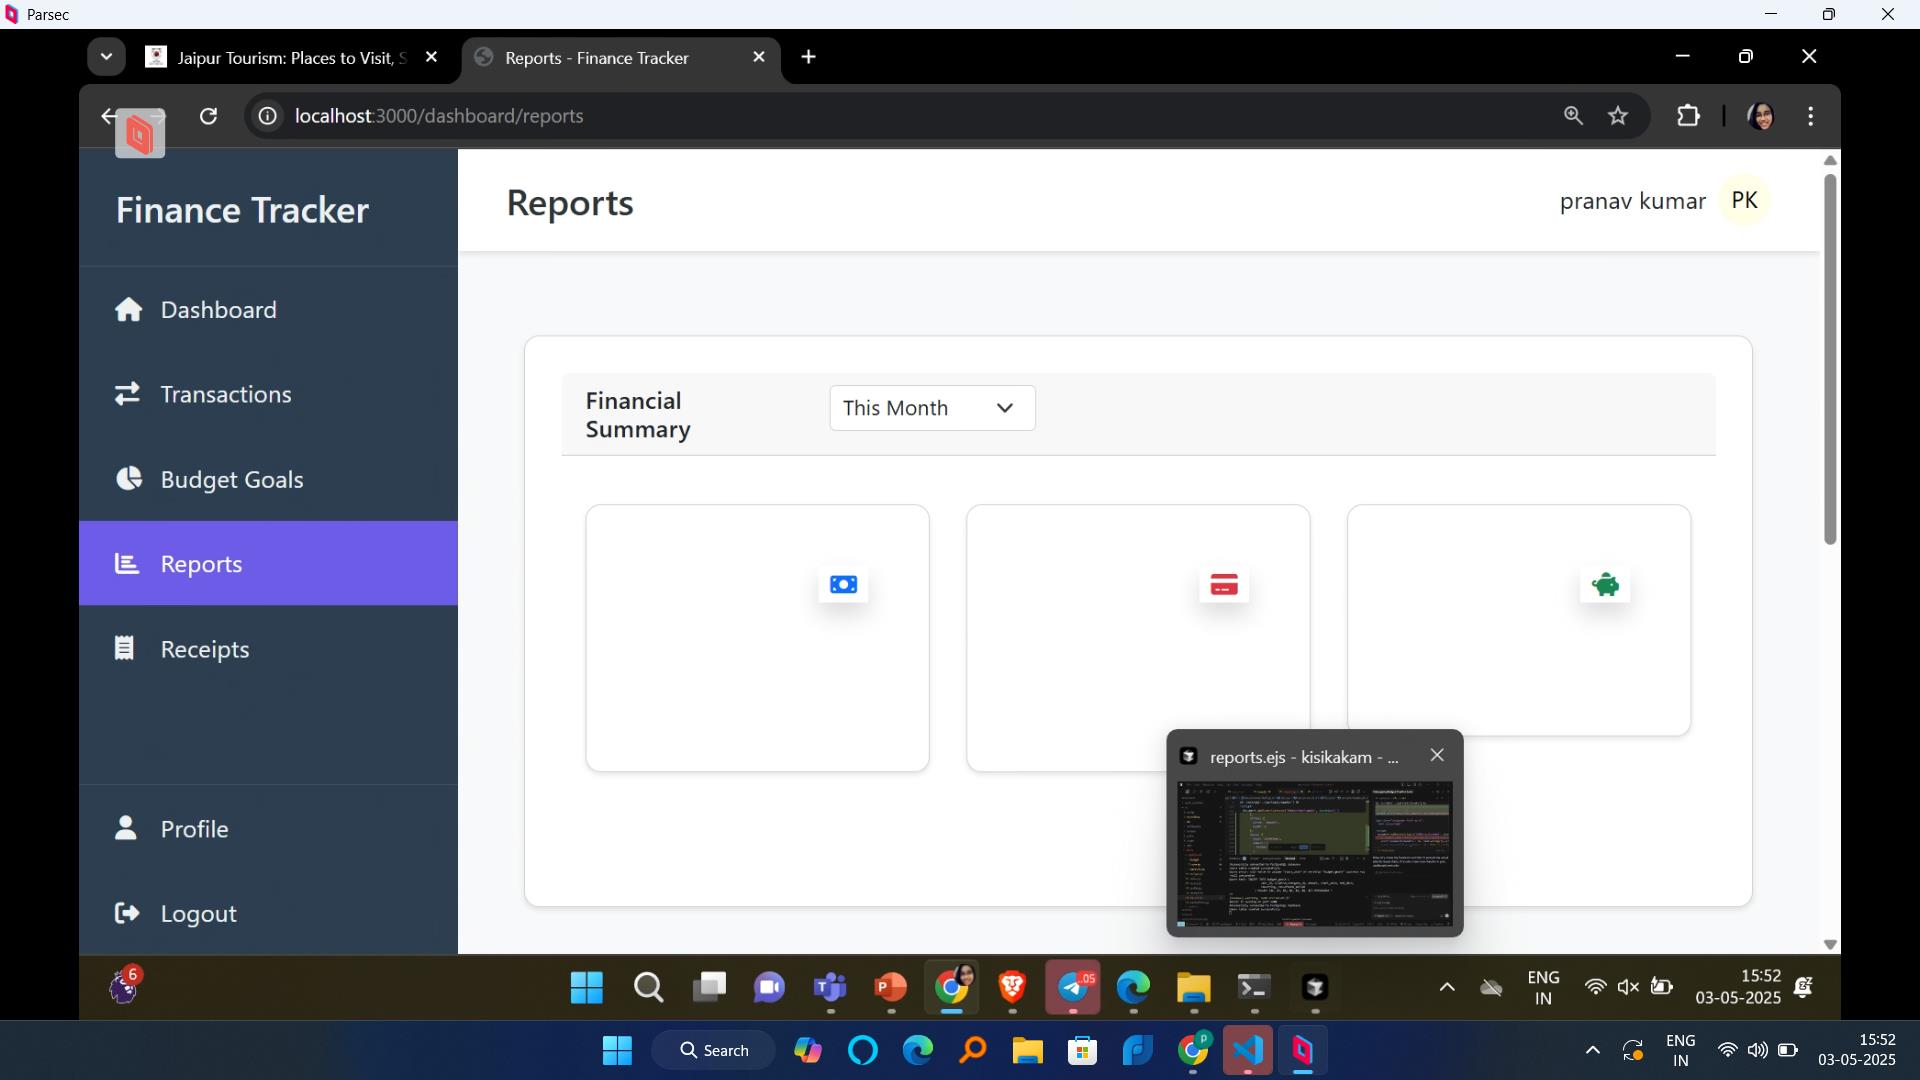 Parsec
Jaipur Tourism: Places to Visit, S
Reports - Finance Tracker
localhost:3000/dashboard/reports
Finance Tracker
Reports
pranav kumar
PK
Dashboard
Transactions
Budget Goals
Reports
Receipts
Profile
Logout
Financial
Summary
This Month
reports.ejs - kisikakam - ...
6
.05
ENG
IN
15:52
03-05-2025
Search
P
ENG
IN
15:52
03-05-2025